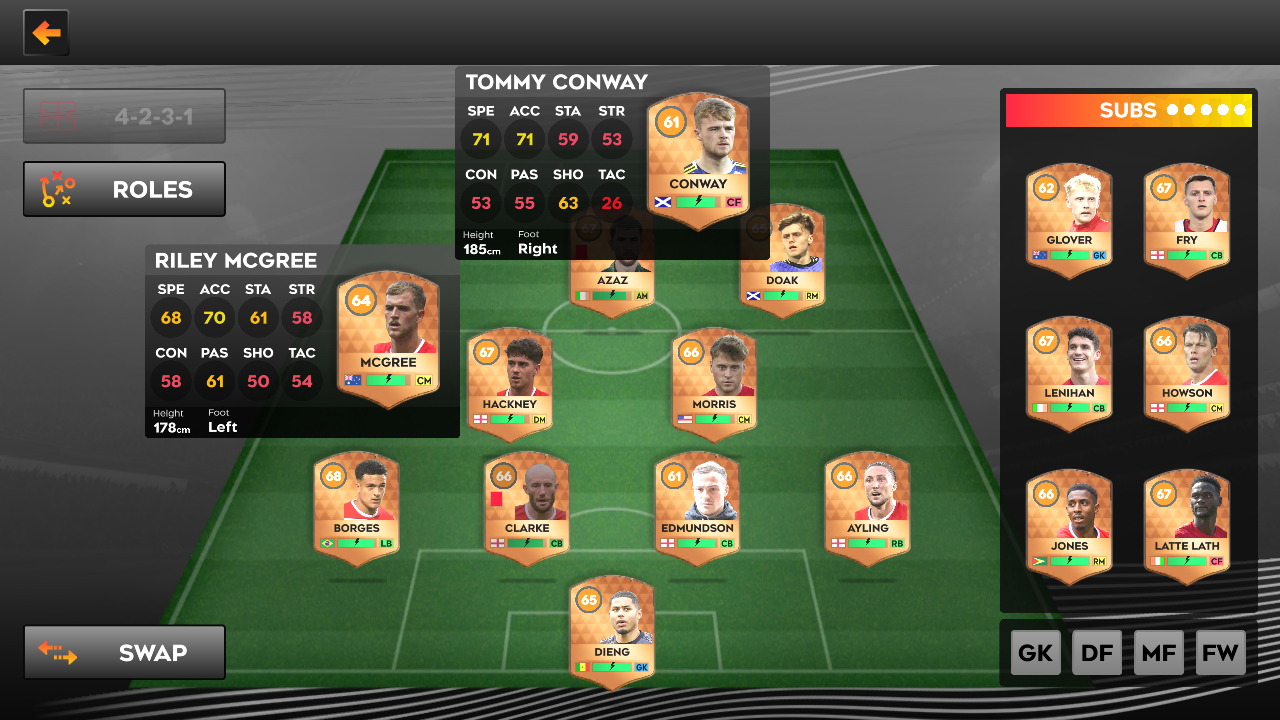 4-2-3-1
ROLES
TOMMY CONWAY
SPE ACC STA STR
71 71 59 53
CON PAS SHO TAC
53 55 63 26
Height Foot
185cm Right
61
CONWAY
CF
RILEY MCGREE
SPE ACC STA STR
68 70 61 58
CON PAS SHO TAC
58 61 50 54
Height Foot
178cm Left
64
MCGREE
CM
67
AZAZ
AM
65
DOAK
RM
67
HACKNEY
DM
66
MORRIS
CM
68
BORGES
LB
66
CLARKE
CB
61
EDMUNDSON
CB
66
AYLING
RB
65
DIENG
GK
SWAP
SUBS
62
GLOVER
GK
67
FRY
CB
67
LENIHAN
CB
66
HOWSON
CM
66
JONES
RM
67
LATTE LATH
CF
GK DF MF FW